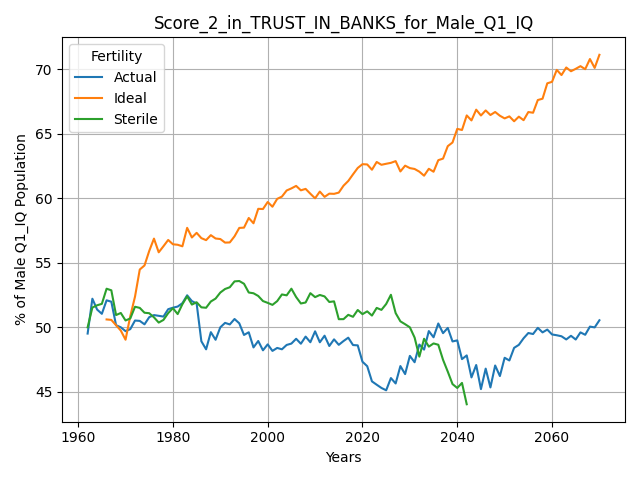 Score_2_in_TRUST_IN_BANKS_for_Male_Q1_IQ
Fertility
Actual
Ideal
Sterile
% of Male Q1_IQ Population
70
65
60
55
50
45
1960
1980
2000
2020
2040
2060
Years